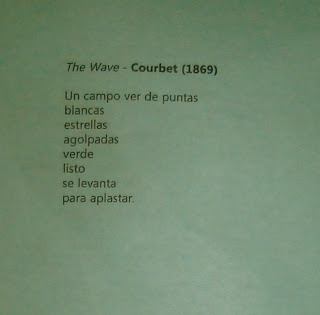 The Wave - Courbet (1869)
Un campo ver de puntas
blancas
estrellas
agolpadas
verde
listo
se levanta
para aplastar.